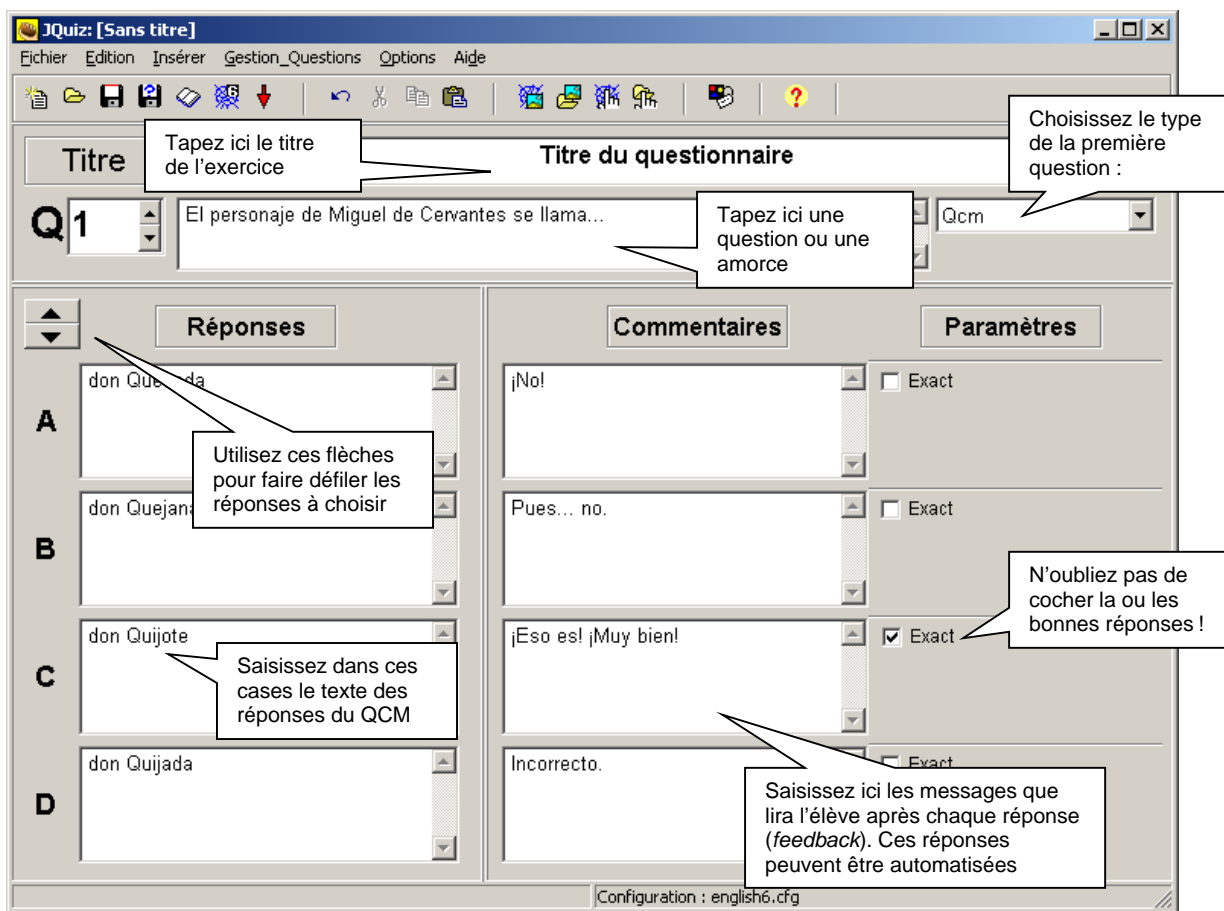 JQuiz: [Sans titre]
Fichier Edition Insérer Gestion_Questions Options Aide
Choisissez le type
de la première
question :
Tapez ici le titre
de l'exercice
Titre
Titre du questionnaire
Q 1
El personaje de Miguel de Cervantes se llama...
Tapez ici une
question ou une
amorce
Qcm
Réponses
Commentaires
Paramètres
A
don
¡No!
Exact
Utilisez ces flèches
pour faire défiler les
réponses à choisir
B
don Quejana
Pues... no.
Exact
N'oubliez pas de
cocher la ou les
bonnes réponses !
C
don Quijote
¡Eso es! ¡Muy bien!
Exact
Saisissez dans ces
cases le texte des
réponses du QCM
D
don Quijada
Incorrecto.
Exact
Saisissez ici les messages que
lira l'élève après chaque réponse
(feedback). Ces réponses
peuvent être automatisées
Configuration : english6.cfg